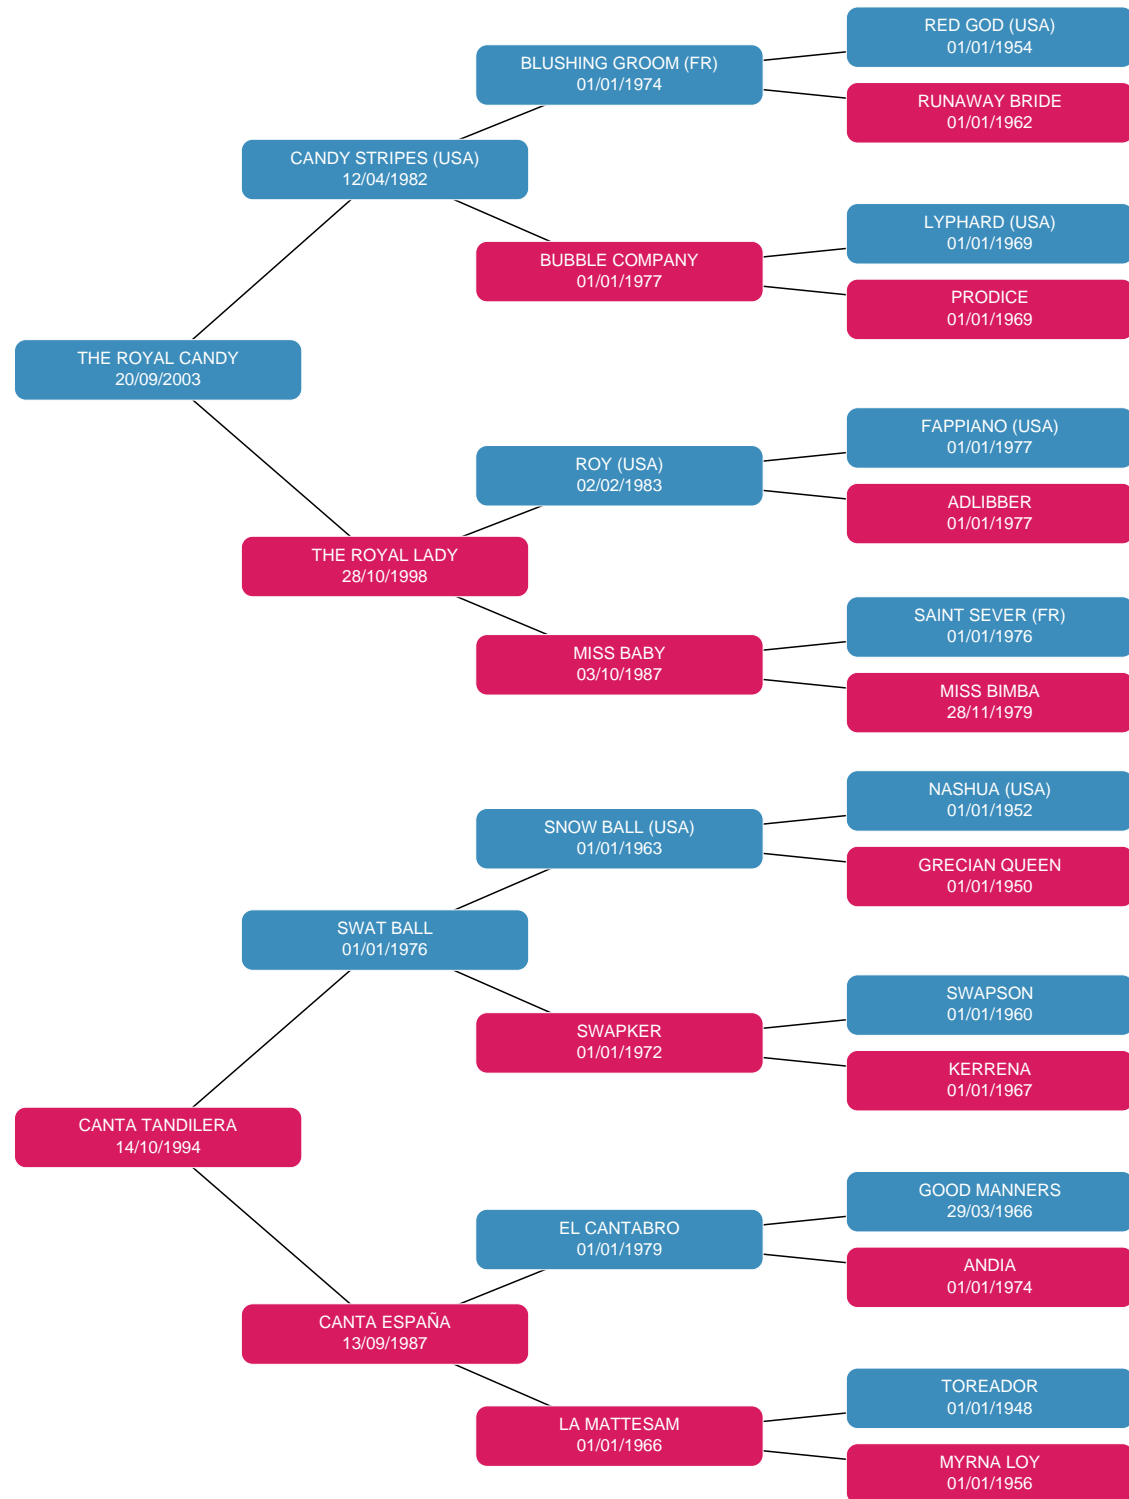 RED GOD (USA)
01/01/1954
BLUSHING GROOM (FR)
01/01/1974
RUNAWAY BRIDE
01/01/1962
CANDY STRIPES (USA)
12/04/1982
LYPHARD (USA)
01/01/1969
BUBBLE COMPANY
01/01/1977
PRODICE
01/01/1969
THE ROYAL CANDY
20/09/2003
FAPPIANO (USA)
01/01/1977
ROY (USA)
02/02/1983
ADLIBBER
01/01/1977
THE ROYAL LADY
28/10/1998
SAINT SEVER (FR)
01/01/1976
MISS BABY
03/10/1987
MISS BIMBA
28/11/1979
NASHUA (USA)
01/01/1952
SNOW BALL (USA)
01/01/1963
GRECIAN QUEEN
01/01/1950
SWAT BALL
01/01/1976
SWAPSON
01/01/1960
SWAPKER
01/01/1972
KERRENA
01/01/1967
CANTA TANDILERA
14/10/1994
GOOD MANNERS
29/03/1966
EL CANTABRO
01/01/1979
ANDIA
01/01/1974
CANTA ESPAÑA
13/09/1987
TOREADOR
01/01/1948
LA MATTESAM
01/01/1966
MYRNA LOY
01/01/1956